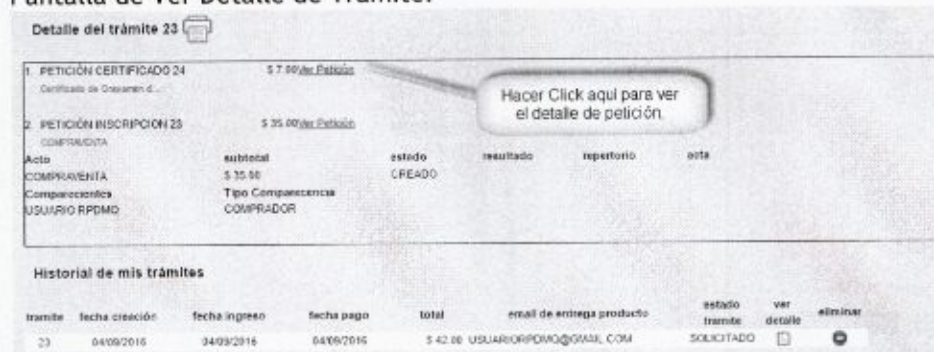 Pantalla de Ver Detalle de Trámite:
Detalle del trámite 23
1. PETICIÓN CERTIFICADO 24 $ 7.00 Ver Petición
Certificado de Gravamen d...
Hacer Click aquí para ver
el detalle de petición.
2. PETICIÓN INSCRIPCION 23 $ 35.00 Ver Petición
COMPRAVENTA
Acto subtotal estado resultado repertorio acta
COMPRAVENTA $ 35.00 CREADO
Comparecientes Tipo Comparecencia
USUARIO RPDMQ COMPRADOR
Historial de mis trámites
tramite fecha creación fecha ingreso fecha pago total email de entrega producto estado tramite ver detalle eliminar
23 04/09/2016 04/09/2016 04/09/2016 $ 42.00 USUARIORPDMQ@GMAIL.COM SOLICITADO